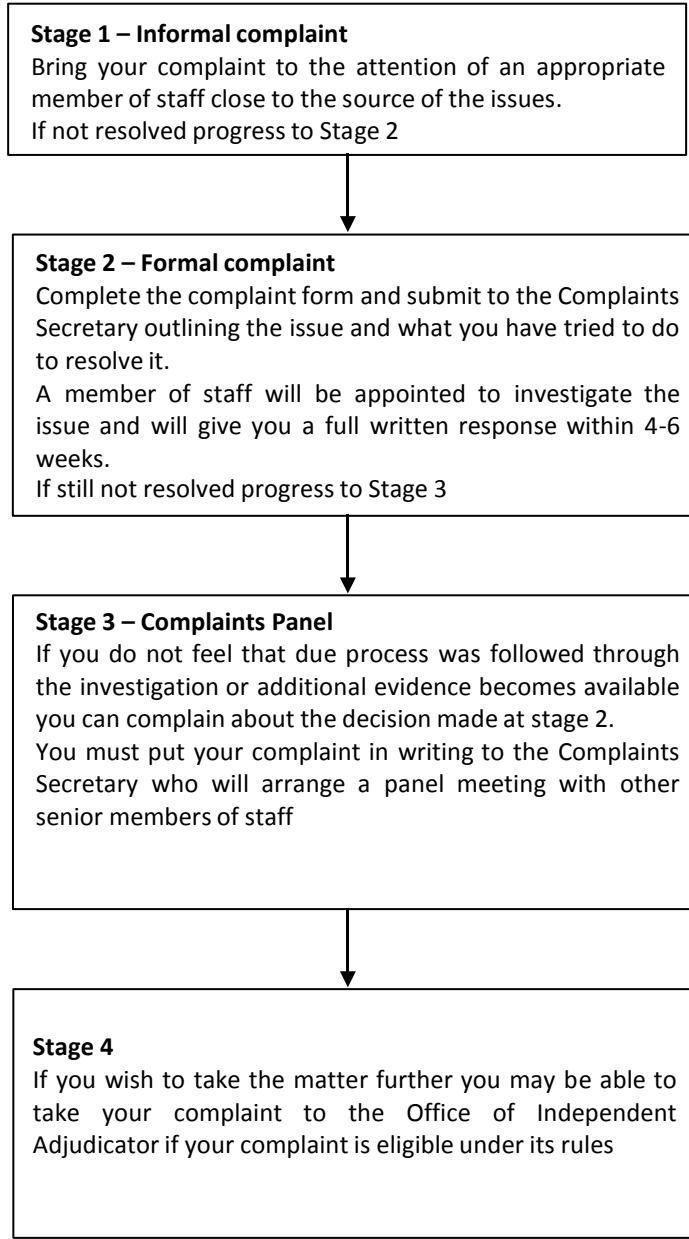 Stage 1 – Informal complaint
Bring your complaint to the attention of an appropriate
member of staff close to the source of the issues.
If not resolved progress to Stage 2
Stage 2 – Formal complaint
Complete the complaint form and submit to the Complaints
Secretary outlining the issue and what you have tried to do
to resolve it.
A member of staff will be appointed to investigate the
issue and will give you a full written response within 4-6
weeks.
If still not resolved progress to Stage 3
Stage 3 – Complaints Panel
If you do not feel that due process was followed through
the investigation or additional evidence becomes available
you can complain about the decision made at stage 2.
You must put your complaint in writing to the Complaints
Secretary who will arrange a panel meeting with other
senior members of staff
Stage 4
If you wish to take the matter further you may be able to
take your complaint to the Office of Independent
Adjudicator if your complaint is eligible under its rules